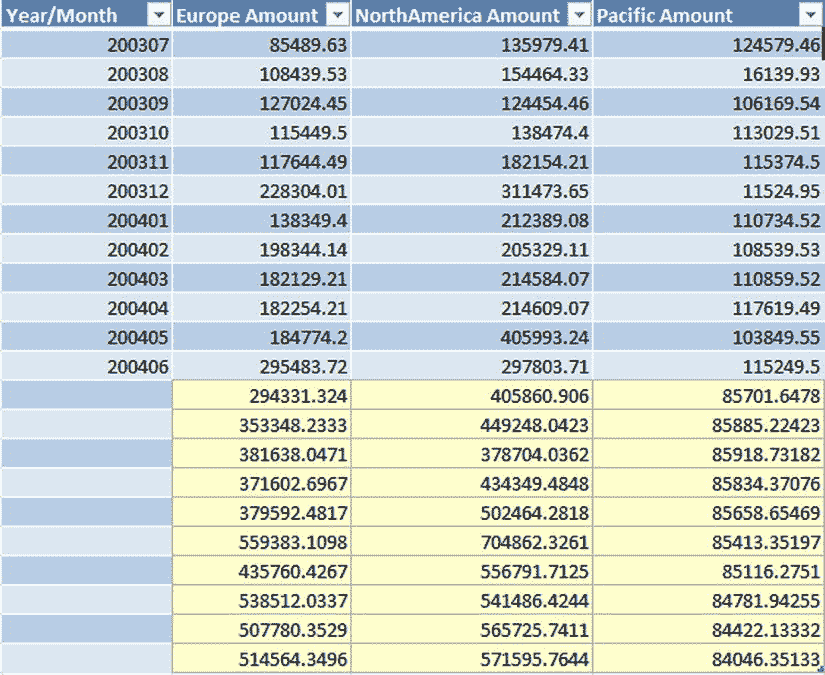 Year/Month Europe Amount NorthAmerica Amount Pacific Amount
200307 85489.63 135979.41 124579.46
200308 108439.53 154464.33 16139.93
200309 127024.45 124454.46 106169.54
200310 115449.5 138474.4 113029.51
200311 117644.49 182154.21 115374.5
200312 228304.01 311473.65 11524.95
200401 138349.4 212389.08 110734.52
200402 198344.14 205329.11 108539.53
200403 182129.21 214584.07 110859.52
200404 182254.21 214609.07 117619.49
200405 184774.2 405993.24 103849.55
200406 295483.72 297803.71 115249.5
294331.324 405860.906 85701.6478
353348.2333 449248.0423 85885.22423
381638.0471 378704.0362 85918.73182
371602.6967 434349.4848 85834.37076
379592.4817 502464.2818 85658.65469
559383.1098 704862.3261 85413.35197
435760.4267 556791.7125 85116.2751
538512.0337 541486.4244 84781.94255
507780.3529 565725.7411 84422.13332
514564.3496 571595.7644 84046.35133